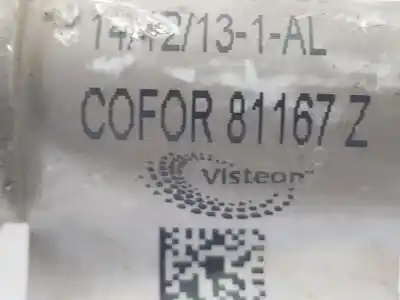 14/12/13-1-AL
COFOR 81167 Z
Visteon